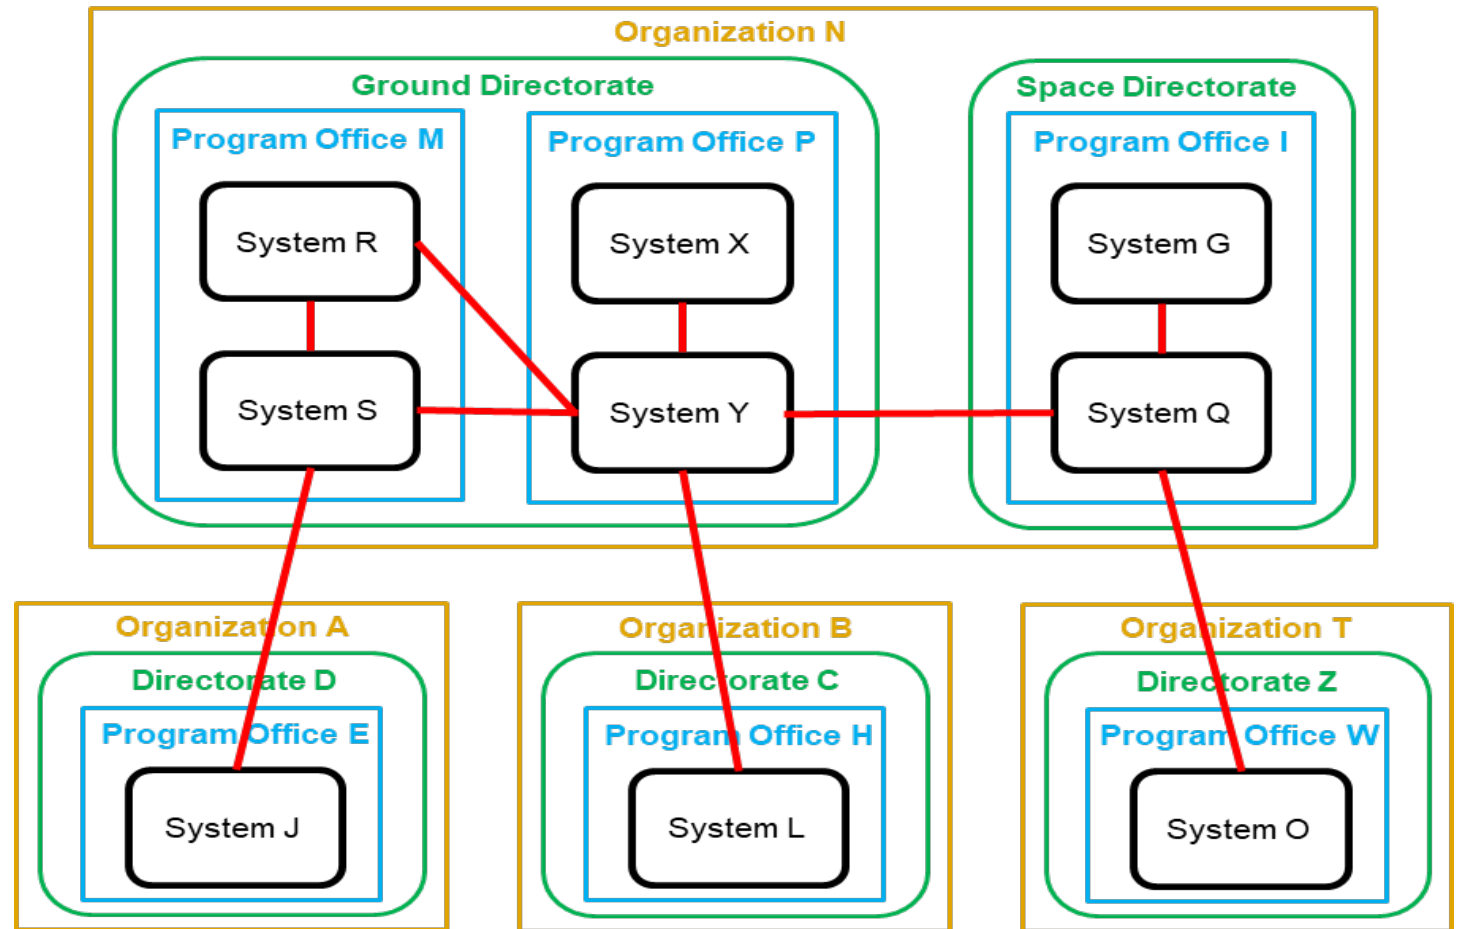 Organization N
Ground Directorate
Space Directorate
Program Office M
Program Office P
Program Office I
System R
System X
System G
System S
System Y
System Q
Organization A
Organization B
Organization T
Directorate D
Directorate C
Directorate Z
Program Office E
Program Office H
Program Office W
System J
System L
System O